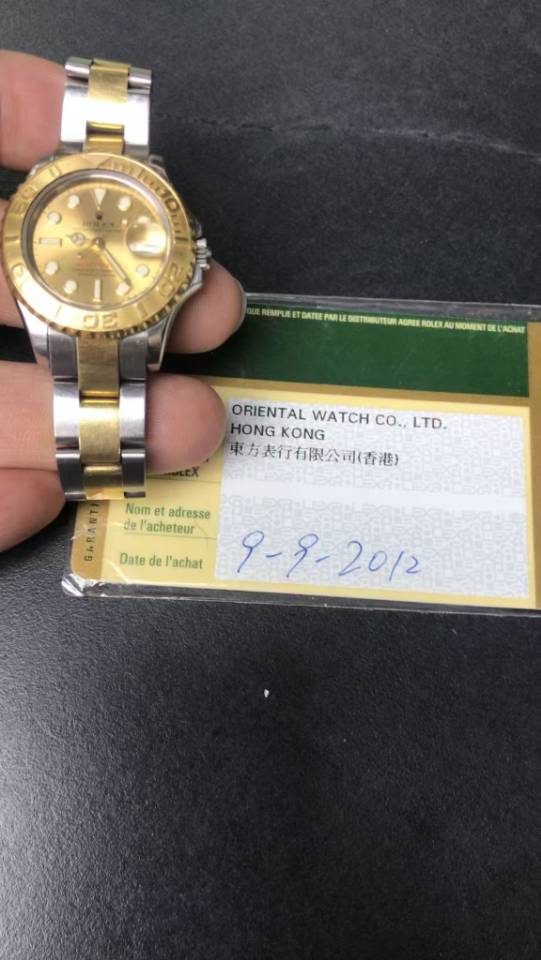 ROLEX
30
QUE REMPLIE ET DATEE PAR LE DISTRIBUTEUR AGREE ROLEX AU MOMENT DE L'ACHAT
ORIENTAL WATCH CO., LTD.
HONG KONG
東方表行有限公司(香港)
ROLEX
Nom et adresse
de l'acheteur
Date de l'achat
9-9-2012